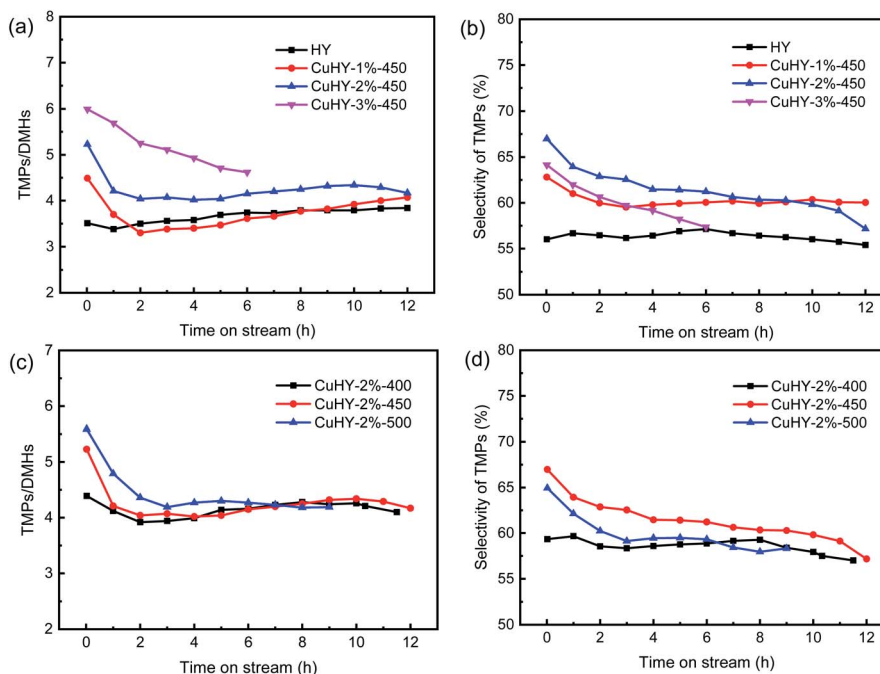 (a)
TMPs/DMHs
8
7
6
5
4
3
2
HY
CuHY-1%-450
CuHY-2%-450
CuHY-3%-450
0 2 4 6 8 10 12
Time on stream (h)
(b)
Selectivity of TMPs (%)
80
75
70
65
60
55
50
HY
CuHY-1%-450
CuHY-2%-450
CuHY-3%-450
0 2 4 6 8 10 12
Time on stream (h)
(c)
TMPs/DMHs
7
6
5
4
3
2
CuHY-2%-400
CuHY-2%-450
CuHY-2%-500
0 2 4 6 8 10 12
Time on stream (h)
(d)
Selectivity of TMPs (%)
80
75
70
65
60
55
50
CuHY-2%-400
CuHY-2%-450
CuHY-2%-500
0 2 4 6 8 10 12
Time on stream (h)